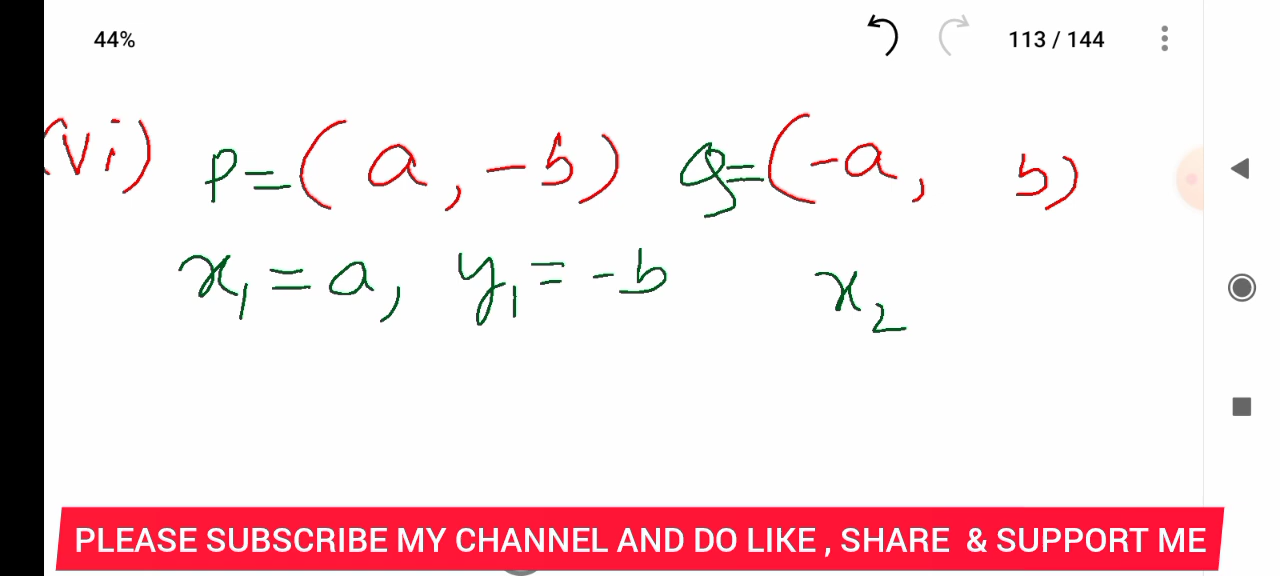 44% 113 / 144
(vi) P=(a, -b) Q=(-a, b)
x₁ = a, y₁ = -b x₂
PLEASE SUBSCRIBE MY CHANNEL AND DO LIKE , SHARE & SUPPORT ME